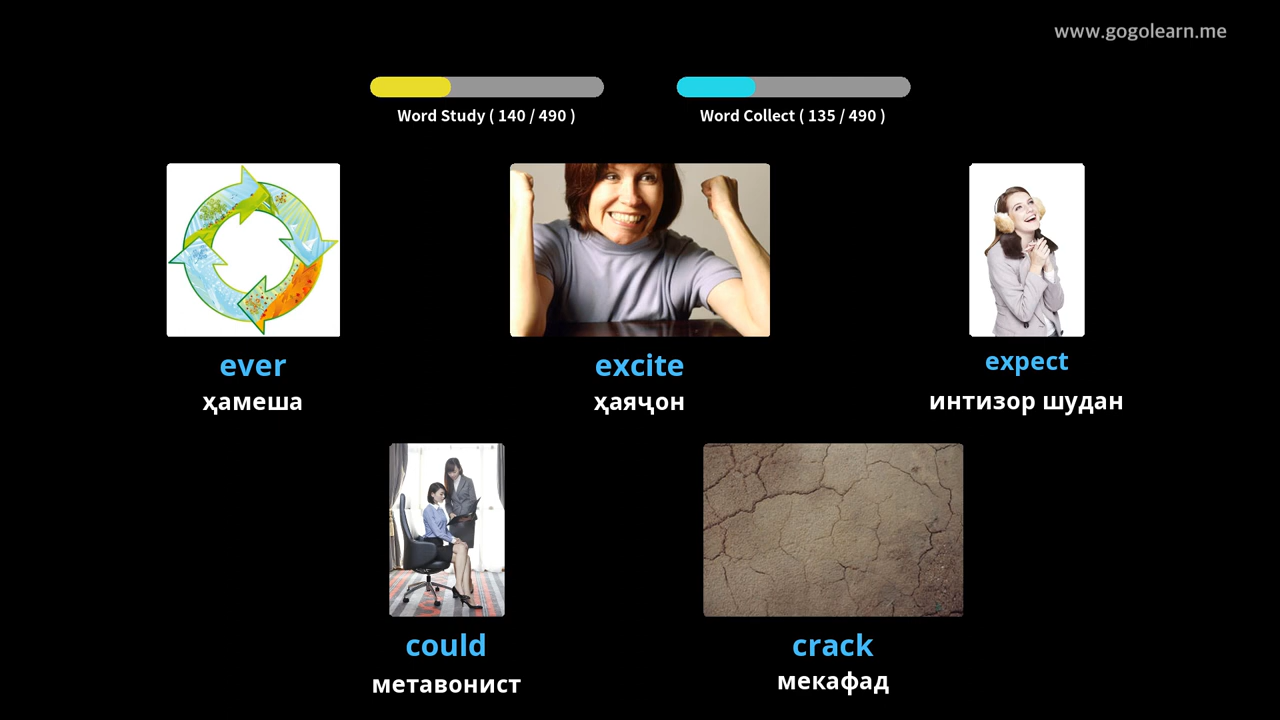 www.gogolearn.me
Word Study ( 140 / 490 )
Word Collect ( 135 / 490 )
ever
ҳамеша
excite
ҳаяҷон
expect
интизор шудан
could
метавонист
crack
мекафад